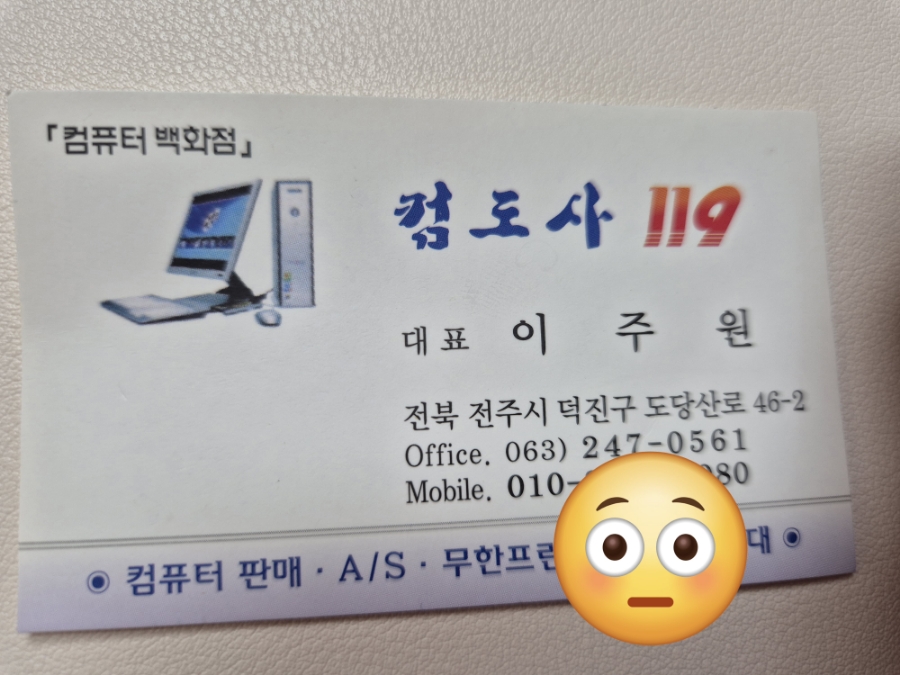 「컴퓨터 백화점」
컴도사 119
대표 이주원
전북 전주시 덕진구 도당산로 46-2
Office. 063) 247-0561
Mobile. 010- 080
◉ 컴퓨터 판매 · A/S · 무한프린 대 ◉